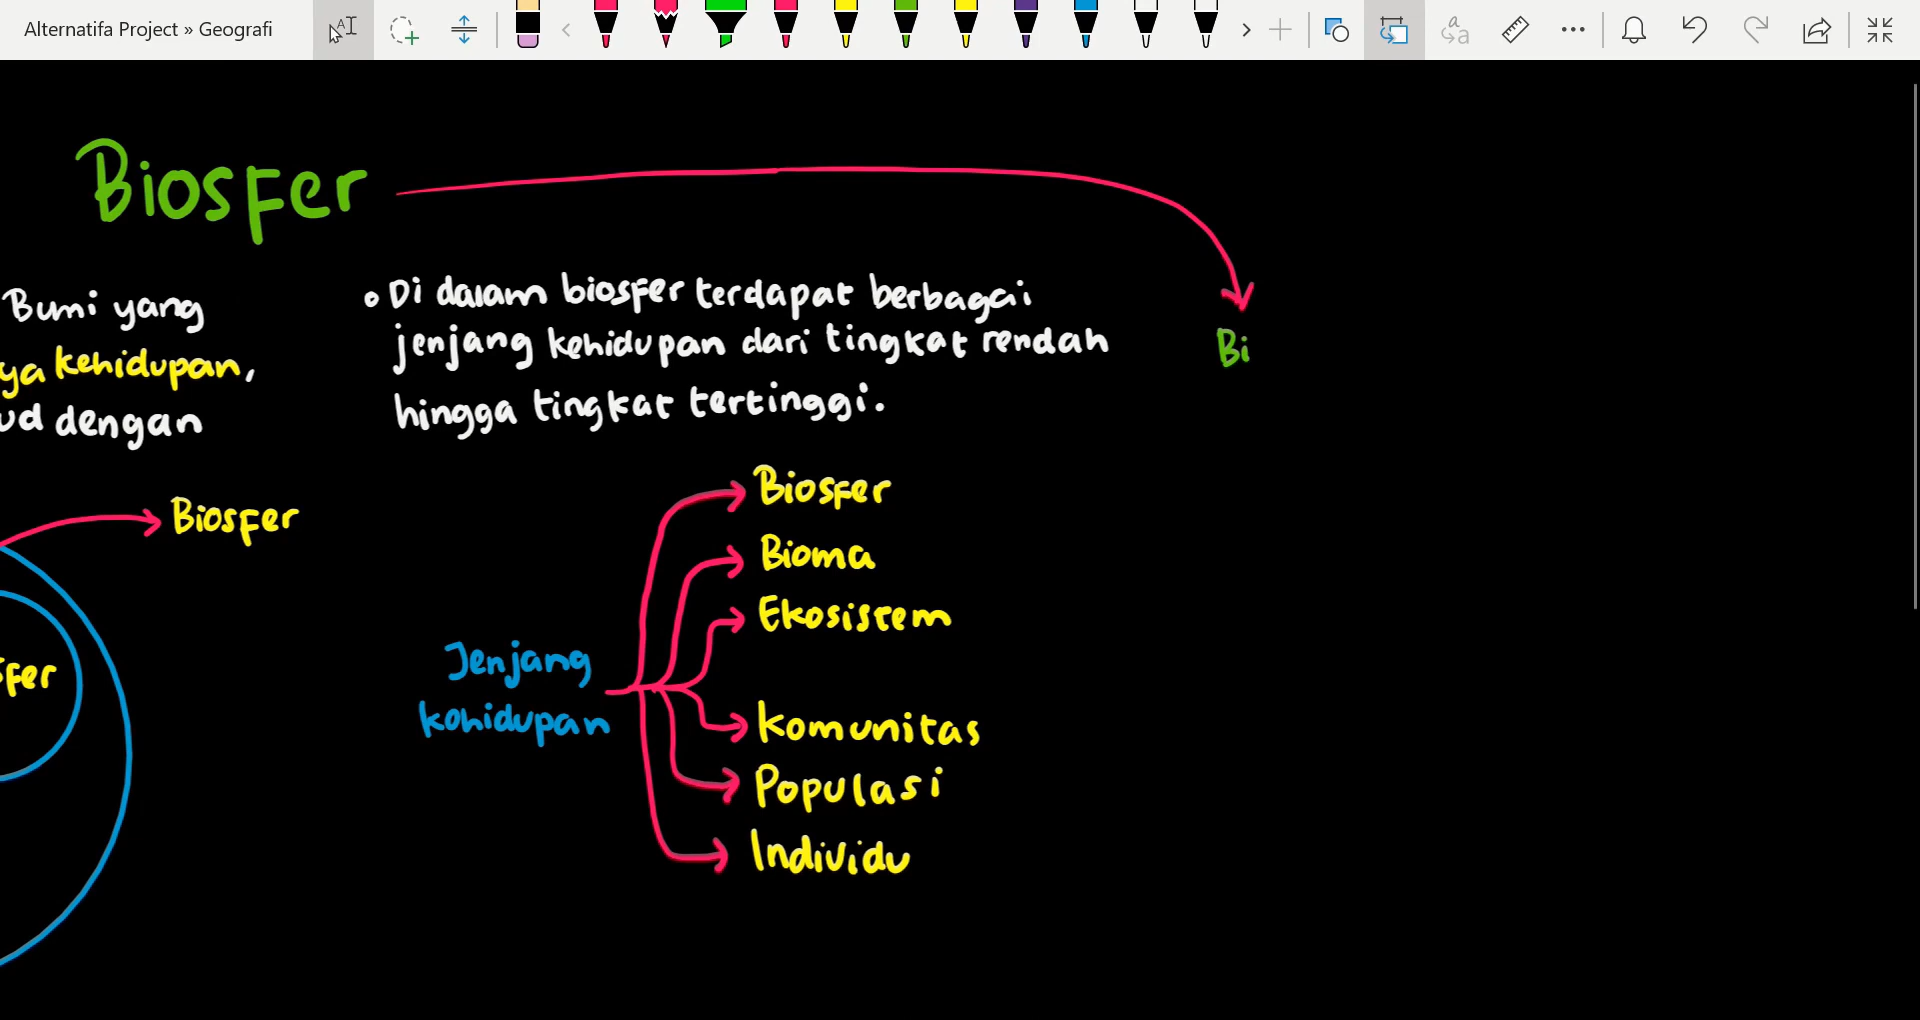 Alternatifa Project » Geografi
Biosfer
Bumi yang
ya kehidupan,
ud dengan
Biosfer
sfer
• Di dalam biosfer terdapat berbagai
jenjang kehidupan dari tingkat rendah
hingga tingkat tertinggi.
Jenjang
kehidupan
Biosfer
Bioma
Ekosistem
Komunitas
Populasi
Individu
Bi